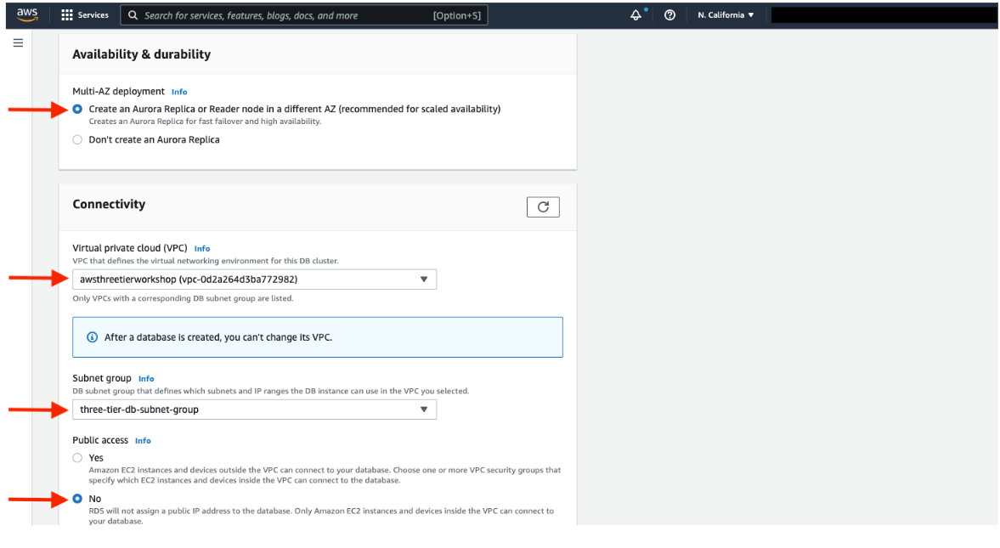 aws Services Search for services, features, blogs, docs, and more [Option+S] N. California
Availability & durability
Multi-AZ deployment Info
Create an Aurora Replica or Reader node in a different AZ (recommended for scaled availability)
Creates an Aurora Replica for fast failover and high availability.
Don't create an Aurora Replica
Connectivity
Virtual private cloud (VPC) Info
VPC that defines the virtual networking environment for this DB cluster.
awsthreetierworkshop (vpc-0d2a264d3ba772982)
Only VPCs with a corresponding DB subnet group are listed.
After a database is created, you can't change its VPC.
Subnet group Info
DB subnet group that defines which subnets and IP ranges the DB instance can use in the VPC you selected.
three-tier-db-subnet-group
Public access Info
Yes
Amazon EC2 instances and devices outside the VPC can connect to your database. Choose one or more VPC security groups that
specify which EC2 instances and devices inside the VPC can connect to the database.
No
RDS will not assign a public IP address to the database. Only Amazon EC2 instances and devices inside the VPC can connect to
your database.